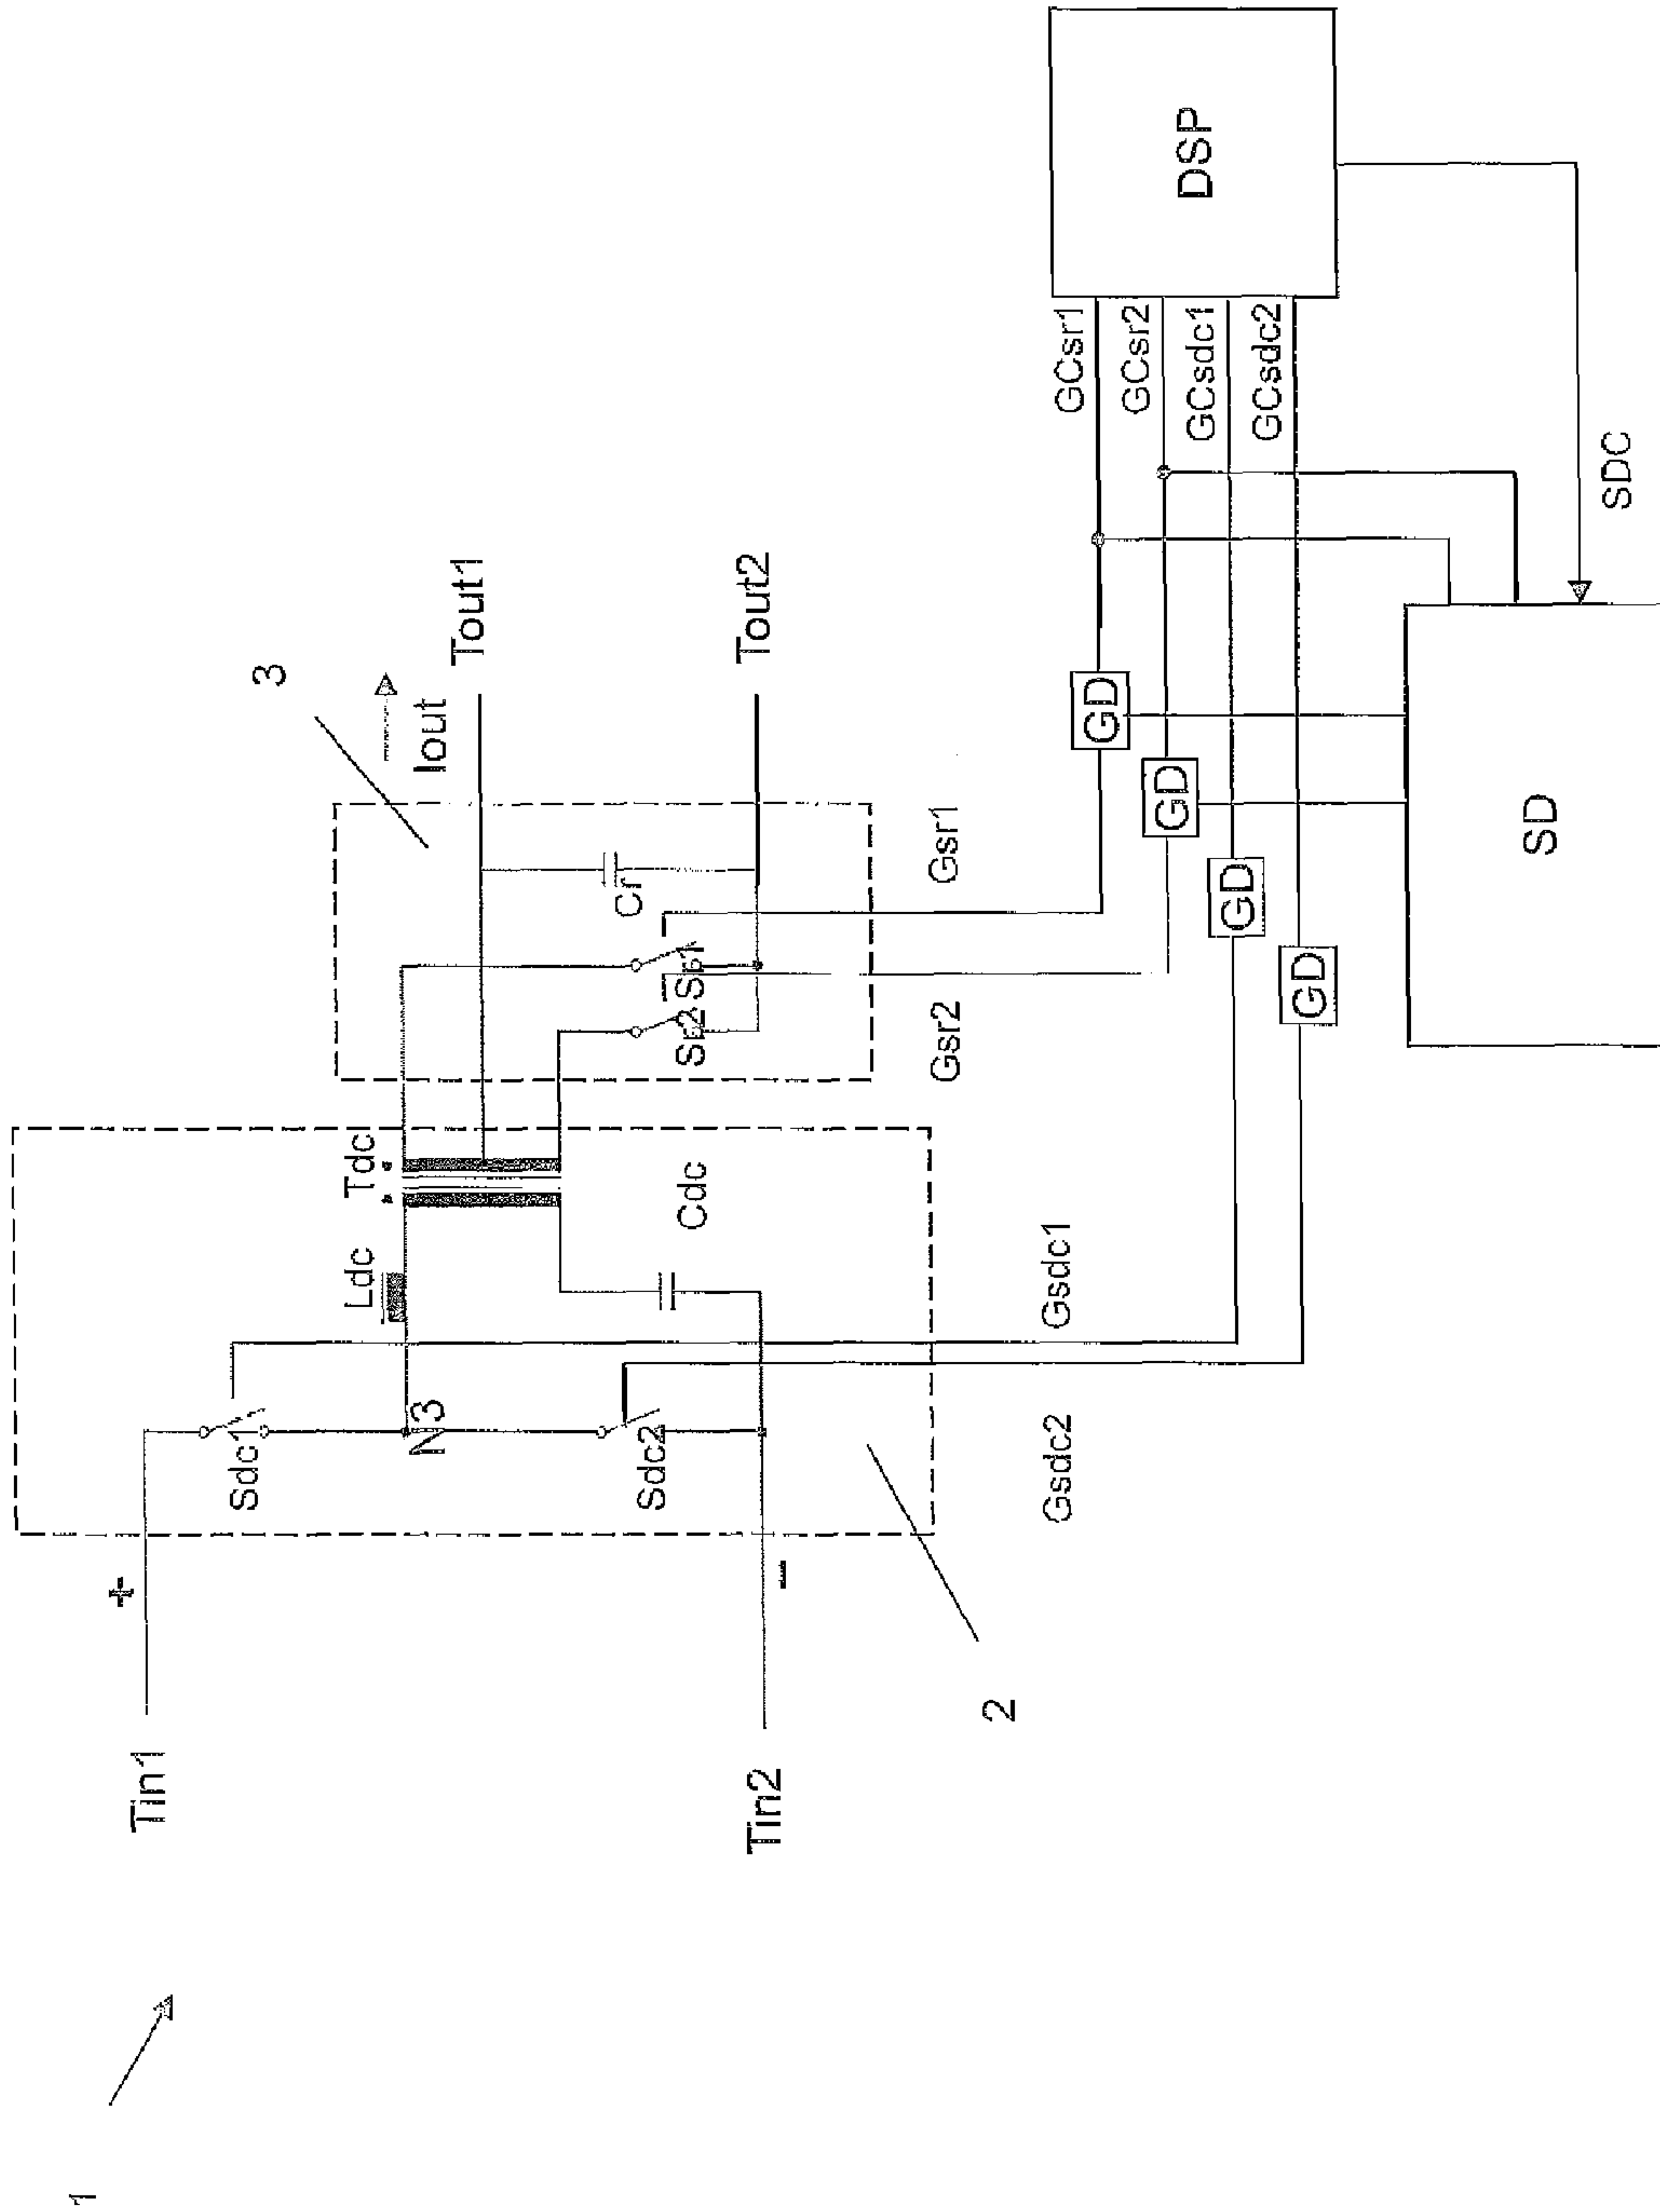 1
Tin1
Tin2
+
-
2
Sdc1
N3
Sdc2
Ldc
Tdc
Cdc
Gsdc2
Gsdc1
3
Iout
Tout1
Tout2
Cr
Sr1
Sr2
Gsr2
Gsr1
GD
GD
GD
GD
GCsr1
GCsr2
GCsdc1
GCsdc2
DSP
SD
SDC